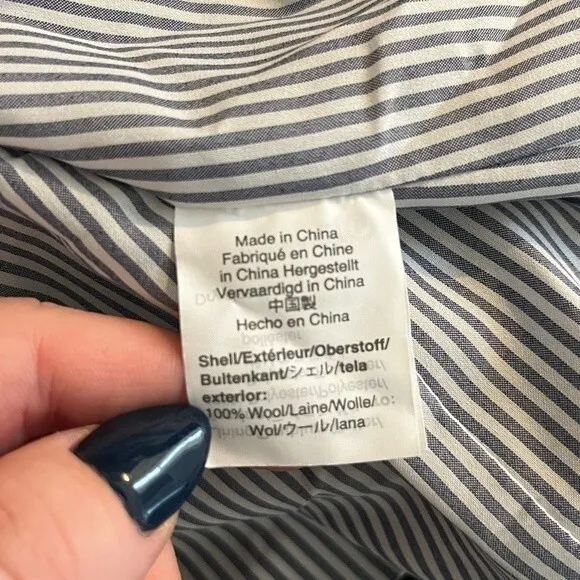 Made in China
Fabriqué en Chine
in China Hergestellt
Vervaardigd in China
中国製
Hecho en China
Shell/Extérieur/Oberstoff/
Buitenkant/シェル/tela
exterior:
100% Wool/Laine/Wolle/
Wol/ウール/lana